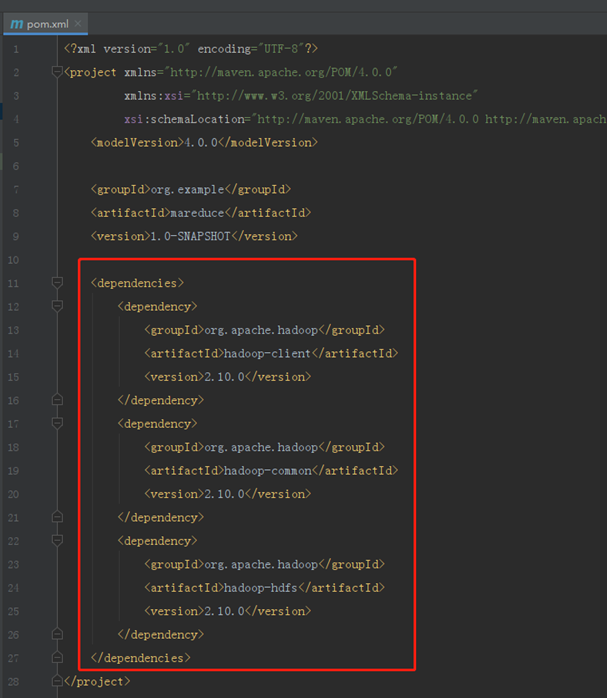 m pom.xml ×
1 <?xml version="1.0" encoding="UTF-8"?>
2 <project xmlns="http://maven.apache.org/POM/4.0.0"
3 xmlns:xsi="http://www.w3.org/2001/XMLSchema-instance"
4 xsi:schemaLocation="http://maven.apache.org/POM/4.0.0 http://maven.apach
5 <modelVersion>4.0.0</modelVersion>
6
7 <groupId>org.example</groupId>
8 <artifactId>mareduce</artifactId>
9 <version>1.0-SNAPSHOT</version>
10
11 <dependencies>
12 <dependency>
13 <groupId>org.apache.hadoop</groupId>
14 <artifactId>hadoop-client</artifactId>
15 <version>2.10.0</version>
16 </dependency>
17 <dependency>
18 <groupId>org.apache.hadoop</groupId>
19 <artifactId>hadoop-common</artifactId>
20 <version>2.10.0</version>
21 </dependency>
22 <dependency>
23 <groupId>org.apache.hadoop</groupId>
24 <artifactId>hadoop-hdfs</artifactId>
25 <version>2.10.0</version>
26 </dependency>
27 </dependencies>
28 </project>